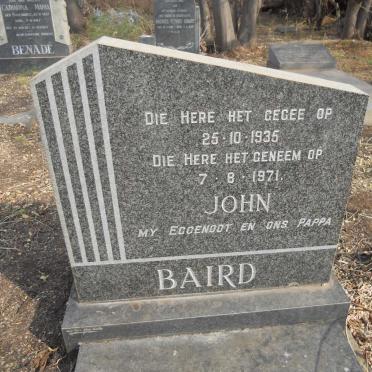 BENADE
DIE HERE HET GEGEE OP
25·10·1935
DIE HERE HET GENEEM OP
7·8·1971.
JOHN
MY EGGENOOT EN ONS PAPPA
BAIRD